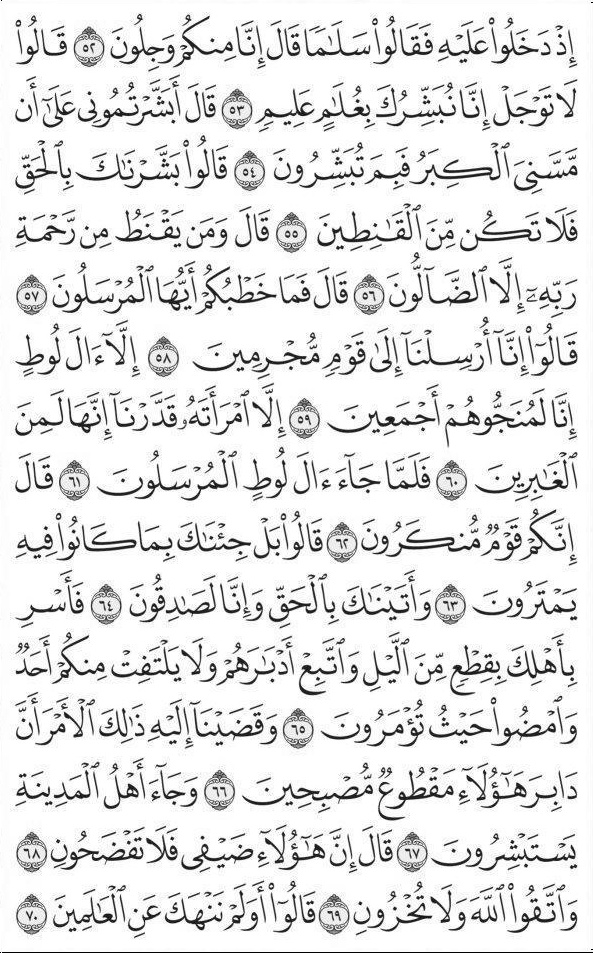 إِذْ دَخَلُوا۟ عَلَيْهِ فَقَالُوا۟ سَلَـٰمًا قَالَ إِنَّا مِنكُمْ وَجِلُونَ ٥٢ قَالُوا۟
لَا تَوْجَلْ إِنَّا نُبَشِّرُكَ بِغُلَـٰمٍ عَلِيمٍ ٥٣ قَالَ أَبَشَّرْتُمُونِى عَلَىٰٓ أَن
مَّسَّنِىَ ٱلْكِبَرُ فَبِمَ تُبَشِّرُونَ ٥٤ قَالُوا۟ بَشَّرْنَـٰكَ بِٱلْحَقِّ
فَلَا تَكُن مِّنَ ٱلْقَـٰنِطِينَ ٥٥ قَالَ وَمَن يَقْنَطُ مِن رَّحْمَةِ
رَبِّهِۦٓ إِلَّا ٱلضَّآلُّونَ ٥٦ قَالَ فَمَا خَطْبُكُمْ أَيُّهَا ٱلْمُرْسَلُونَ ٥٧
قَالُوٓا۟ إِنَّآ أُرْسِلْنَآ إِلَىٰ قَوْمٍ مُّجْرِمِينَ ٥٨ إِلَّآ ءَالَ لُوطٍ
إِنَّا لَمُنَجُّوهُمْ أَجْمَعِينَ ٥٩ إِلَّا ٱمْرَأَتَهُۥ قَدَّرْنَآ إِنَّهَا لَمِنَ
ٱلْغَـٰبِرِينَ ٦٠ فَلَمَّا جَآءَ ءَالَ لُوطٍ ٱلْمُرْسَلُونَ ٦١ قَالَ
إِنَّكُمْ قَوْمٌ مُّنكَرُونَ ٦٢ قَالُوا۟ بَلْ جِئْنَـٰكَ بِمَا كَانُوا۟ فِيهِ
يَمْتَرُونَ ٦٣ وَأَتَيْنَـٰكَ بِٱلْحَقِّ وَإِنَّا لَصَـٰدِقُونَ ٦٤ فَأَسْرِ
بِأَهْلِكَ بِقِطْعٍ مِّنَ ٱلَّيْلِ وَٱتَّبِعْ أَدْبَـٰرَهُمْ وَلَا يَلْتَفِتْ مِنكُمْ أَحَدٌ
وَٱمْضُوا۟ حَيْثُ تُؤْمَرُونَ ٦٥ وَقَضَيْنَآ إِلَيْهِ ذَٰلِكَ ٱلْأَمْرَ أَنَّ
دَابِرَ هَـٰٓؤُلَآءِ مَقْطُوعٌ مُّصْبِحِينَ ٦٦ وَجَآءَ أَهْلُ ٱلْمَدِينَةِ
يَسْتَبْشِرُونَ ٦٧ قَالَ إِنَّ هَـٰٓؤُلَآءِ ضَيْفِى فَلَا تَفْضَحُونِ ٦٨
وَٱتَّقُوا۟ ٱللَّهَ وَلَا تُخْزُونِ ٦٩ قَالُوٓا۟ أَوَلَمْ نَنْهَكَ عَنِ ٱلْعَـٰلَمِينَ ٧٠